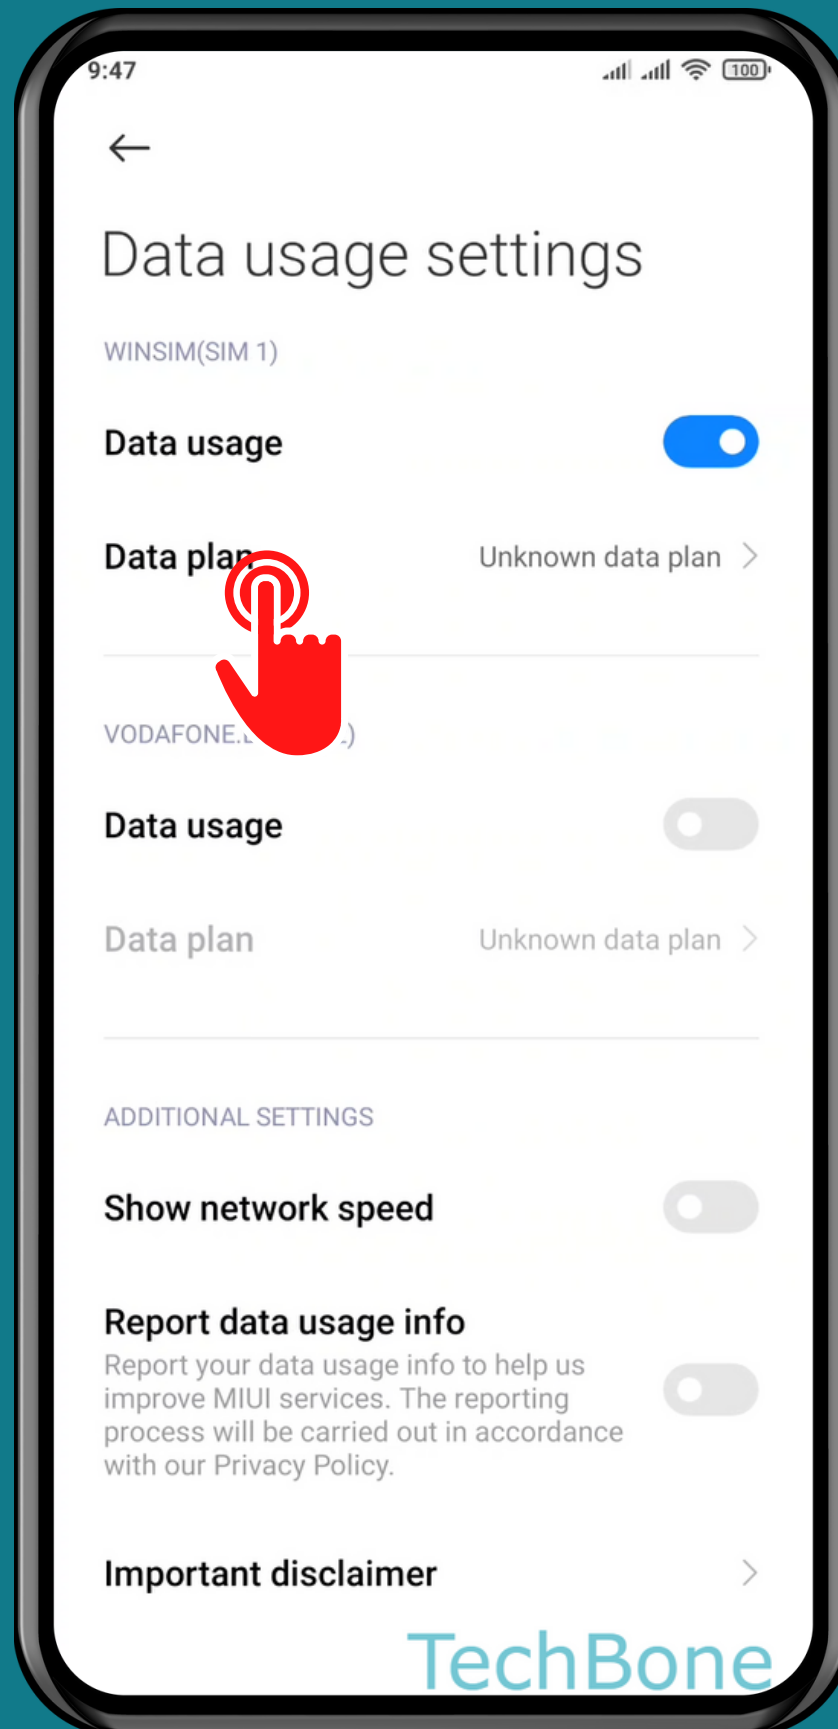 9:47
100
Data usage settings
WINSIM(SIM 1)
Data usage
Data plan
Unknown data plan
VODAFONE.
Data usage
Data plan
Unknown data plan
ADDITIONAL SETTINGS
Show network speed
Report data usage info
Report your data usage info to help us
improve MIUI services. The reporting
process will be carried out in accordance
with our Privacy Policy.
Important disclaimer
TechBone